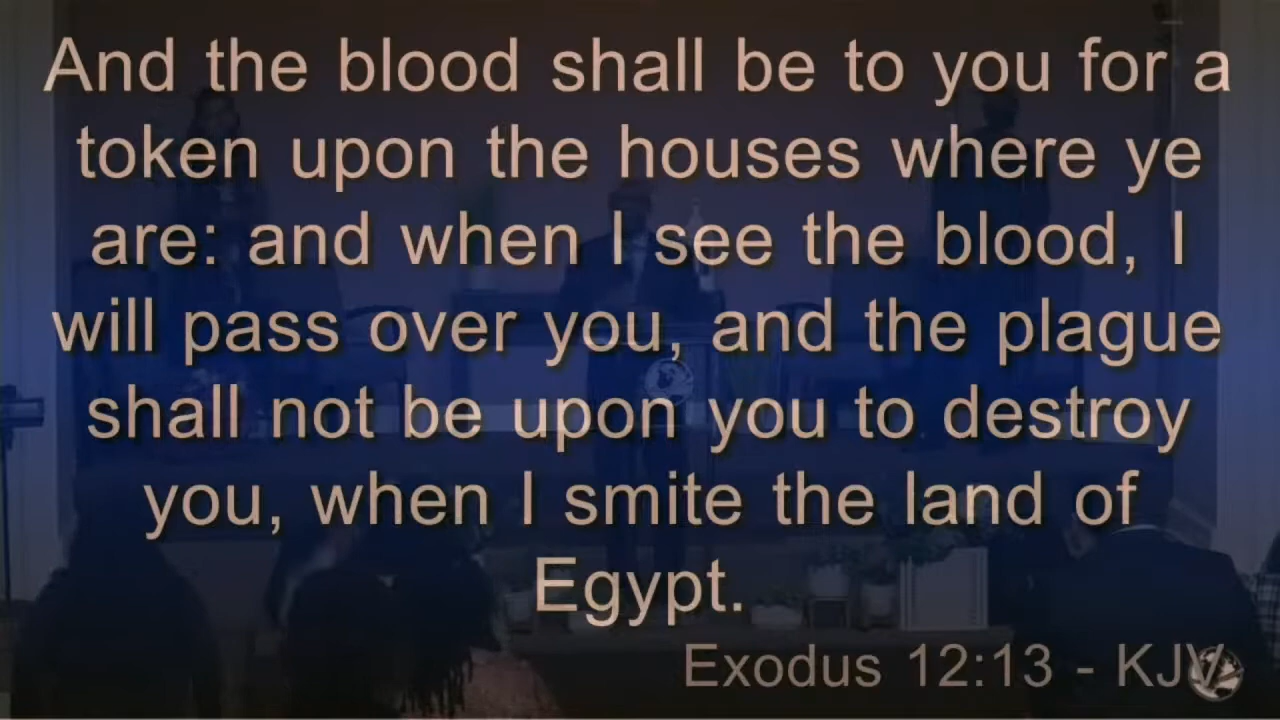 And the blood shall be to you for a
token upon the houses where ye
are: and when I see the blood, I
will pass over you, and the plague
shall not be upon you to destroy
you, when I smite the land of
Egypt.
Exodus 12:13 - KJV